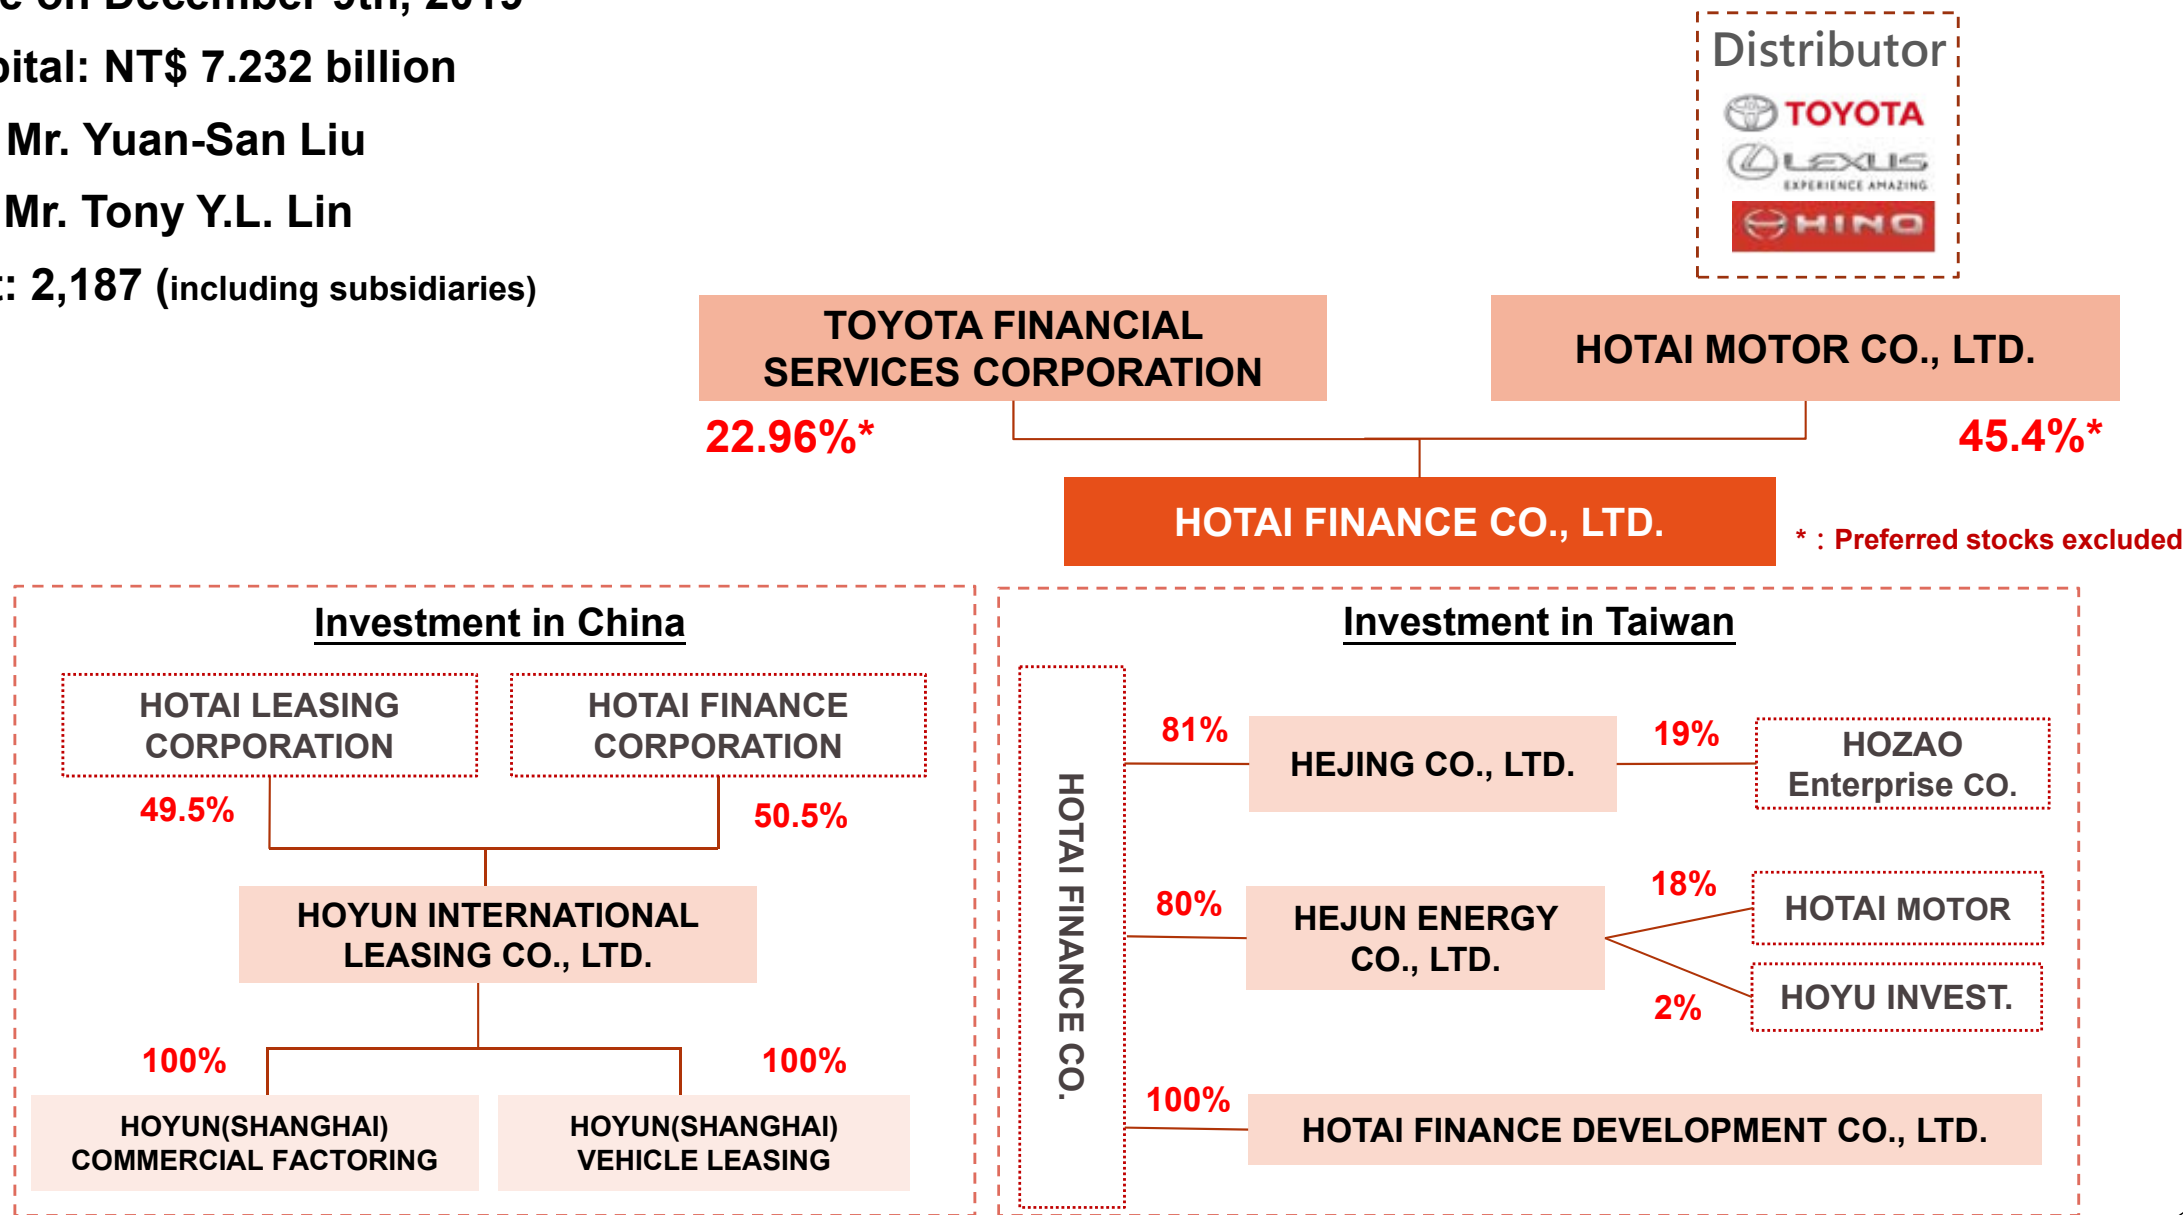 e on December 9th, 2019
pital: NT$ 7.232 billion
Mr. Yuan-San Liu
Mr. Tony Y.L. Lin
t: 2,187 (including subsidiaries)
Distributor
TOYOTA
LEXUS
EXPERIENCE AMAZING
HINO
TOYOTA FINANCIAL
SERVICES CORPORATION
HOTAI MOTOR CO., LTD.
22.96%*
45.4%*
HOTAI FINANCE CO., LTD.
*：Preferred stocks excluded
Investment in China
HOTAI LEASING
CORPORATION
HOTAI FINANCE
CORPORATION
49.5%
50.5%
HOYUN INTERNATIONAL
LEASING CO., LTD.
100%
100%
HOYUN(SHANGHAI)
COMMERCIAL FACTORING
HOYUN(SHANGHAI)
VEHICLE LEASING
Investment in Taiwan
HOTAI FINANCE CO.
81%
HEJING CO., LTD.
19%
HOZAO
Enterprise CO.
80%
HEJUN ENERGY
CO., LTD.
18%
HOTAI MOTOR
2%
HOYU INVEST.
100%
HOTAI FINANCE DEVELOPMENT CO., LTD.